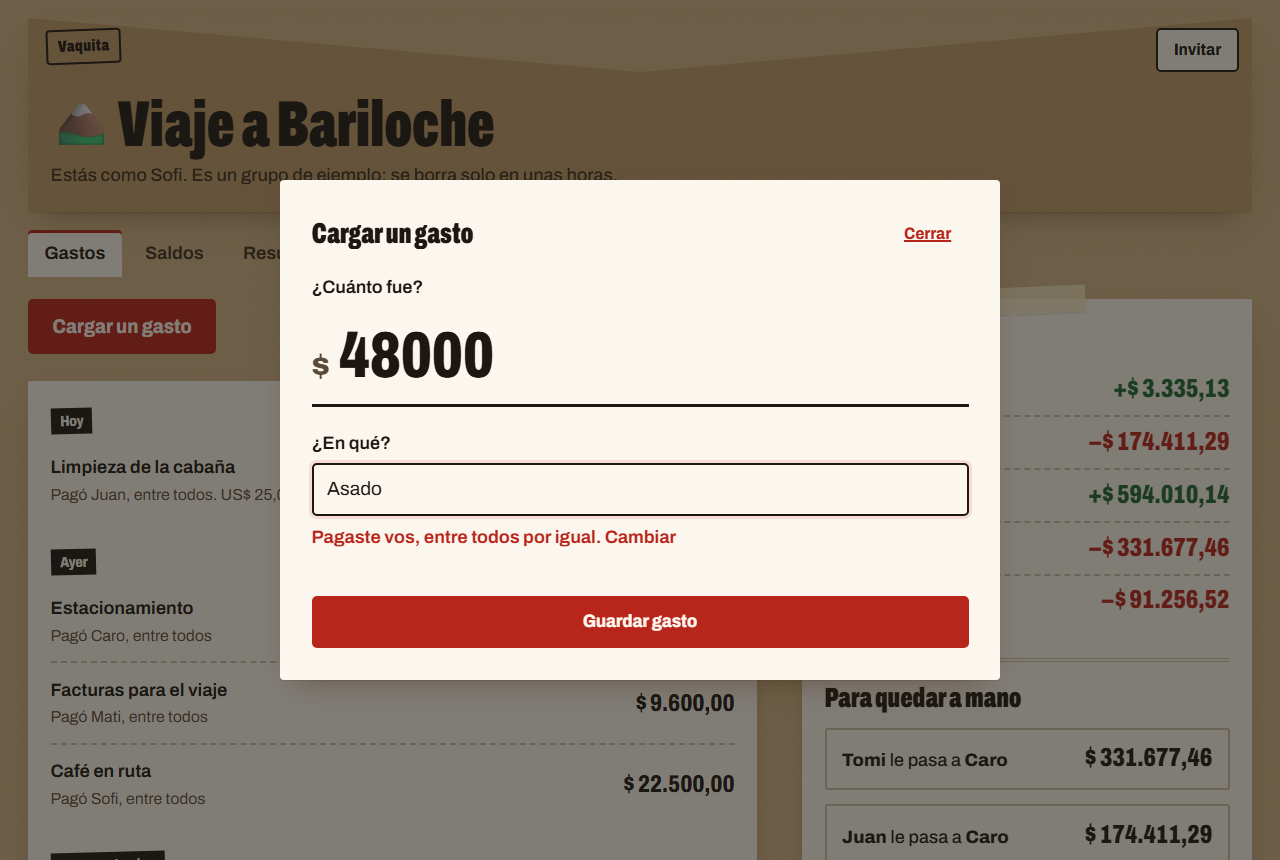 Vaquita
Invitar
Viaje a Bariloche
Estás como Sofi. Es un grupo de ejemplo: se borra solo en unas horas.
Gastos
Saldos
Cargar un gasto
Hoy
Limpieza de la cabaña
Pagó Juan, entre todos. US$
Ayer
Estacionamiento
Pagó Caro, entre todos
Facturas para el viaje
Pagó Mati, entre todos
$ 9.600,00
Café en ruta
Pagó Sofi, entre todos
$ 22.500,00
Cargar un gasto
Cerrar
¿Cuánto fue?
$ 48000
¿En qué?
Asado
Pagaste vos, entre todos por igual. Cambiar
Guardar gasto
+$ 3.335,13
–$ 174.411,29
+$ 594.010,14
–$ 331.677,46
–$ 91.256,52
Para quedar a mano
Tomi le pasa a Caro
$ 331.677,46
Juan le pasa a Caro
$ 174.411,29